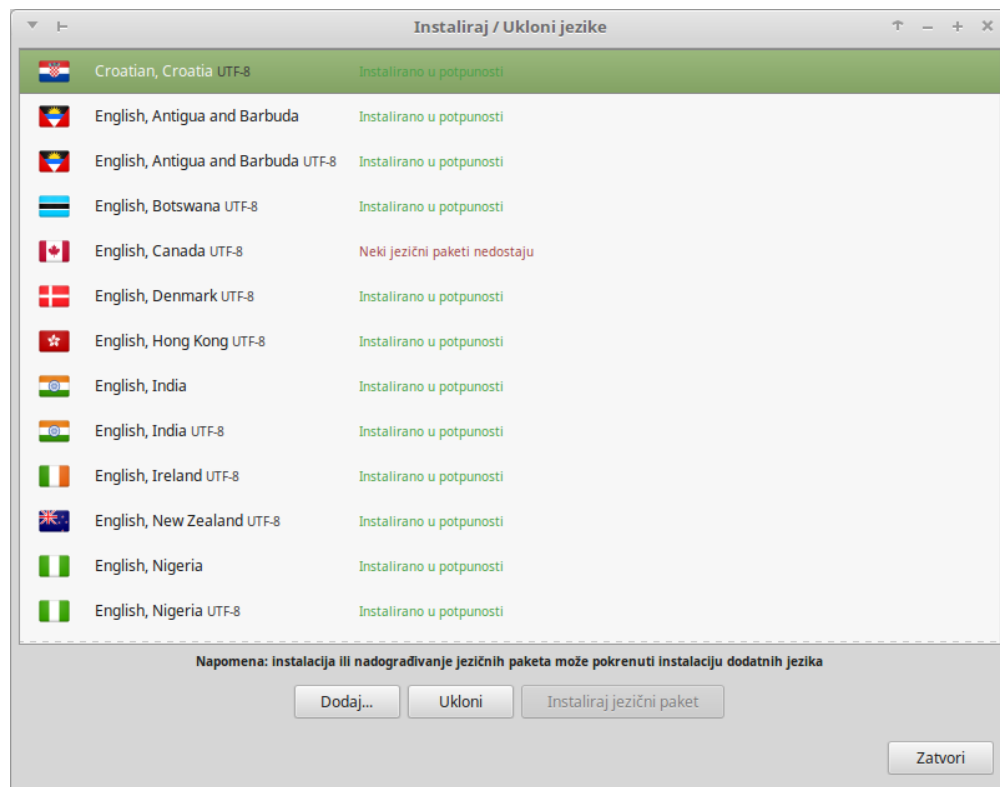 Instaliraj / Ukloni jezike
Croatian, Croatia UTF-8 Instalirano u potpunosti
English, Antigua and Barbuda Instalirano u potpunosti
English, Antigua and Barbuda UTF-8 Instalirano u potpunosti
English, Botswana UTF-8 Instalirano u potpunosti
English, Canada UTF-8 Neki jezični paketi nedostaju
English, Denmark UTF-8 Instalirano u potpunosti
English, Hong Kong UTF-8 Instalirano u potpunosti
English, India Instalirano u potpunosti
English, India UTF-8 Instalirano u potpunosti
English, Ireland UTF-8 Instalirano u potpunosti
English, New Zealand UTF-8 Instalirano u potpunosti
English, Nigeria Instalirano u potpunosti
English, Nigeria UTF-8 Instalirano u potpunosti
Napomena: instalacija ili nadograđivanje jezičnih paketa može pokrenuti instalaciju dodatnih jezika
Dodaj... Ukloni Instaliraj jezični paket
Zatvori